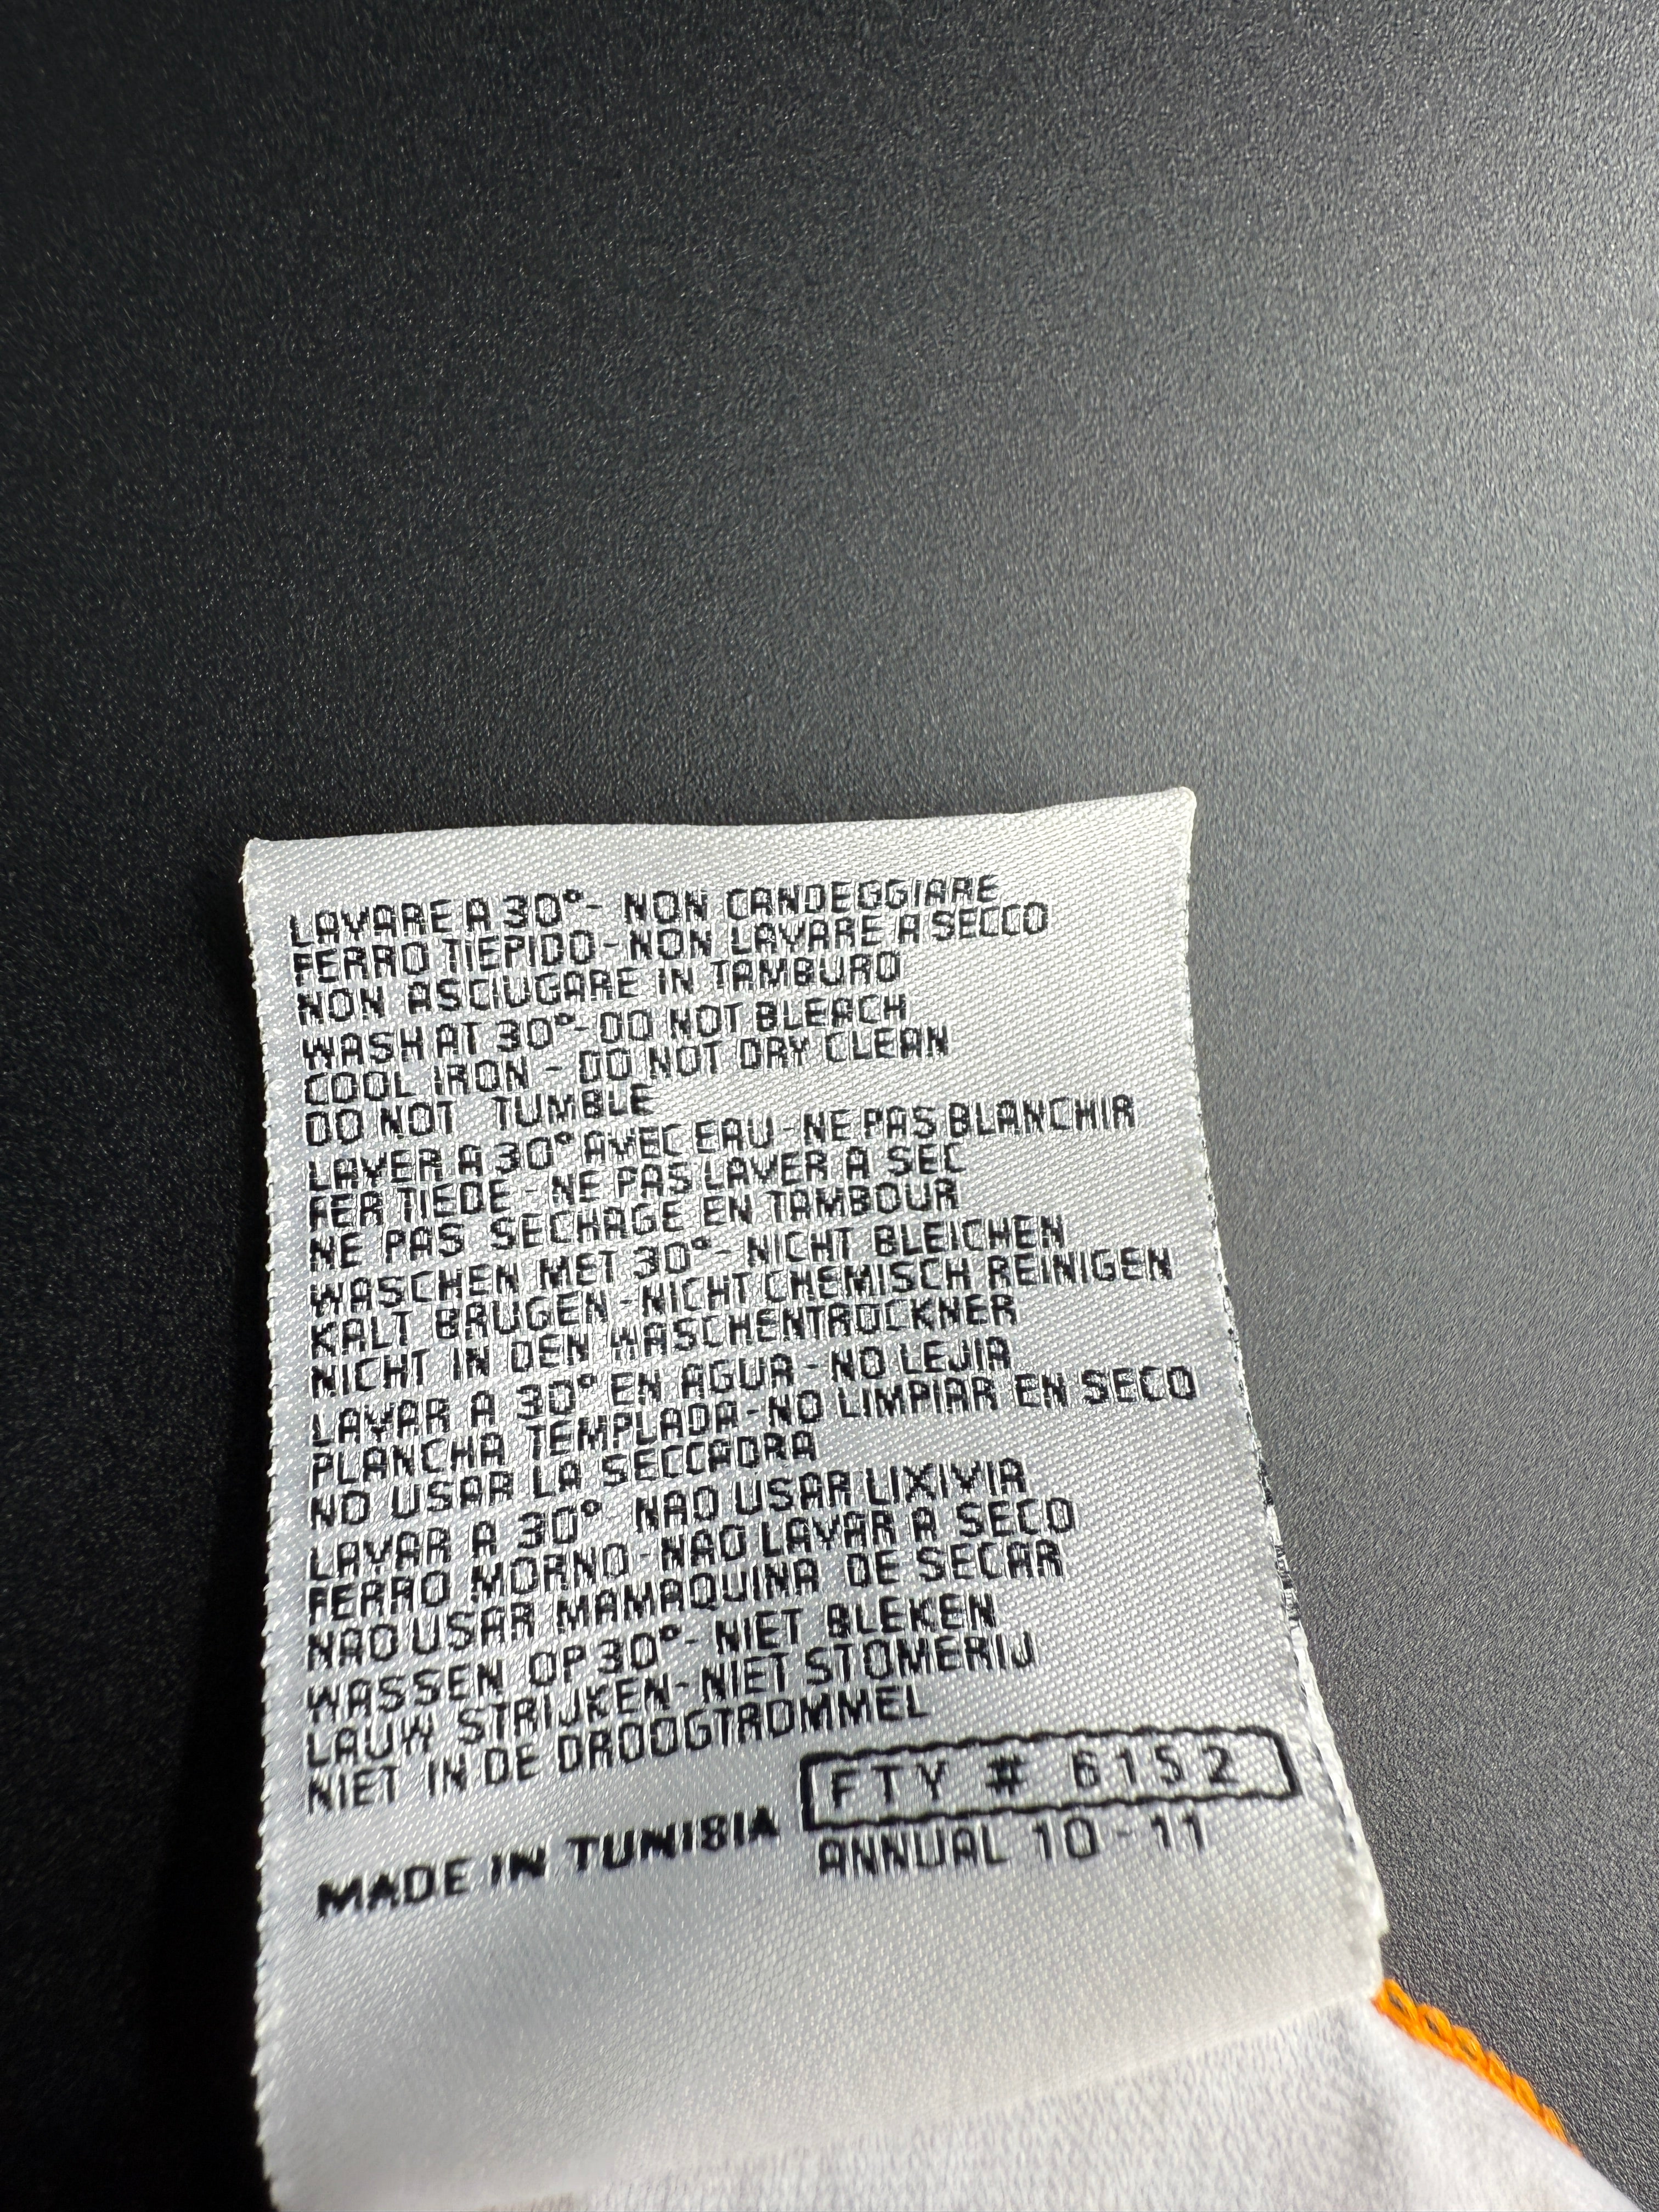 LAVARE A 30°- NON CANDEGGIARE
FERRO TIEPIDO-NON LAVARE A SECCO
NON ASCIUGARE IN TAMBURO
WASH AT 30°-DO NOT BLEACH
COOL IRON - DO NOT DRY CLEAN
DO NOT TUMBLE
LAVER A 30° AVEC EAU-NE PAS BLANCHIR
FER TIEDE - NE PAS LAVER A SEC
NE PAS SECHAGE EN TAMBOUR
WASCHEN MET 30°- NICHT BLEICHEN
KALT BRUGEN-NICHT CHEMISCH REINIGEN
NICHT IN DEN WASCHENTROCKNER
LAVAR A 30° EN AGUA-NO LEJIA
PLANCHA TEMPLADA-NO LIMPIAR EN SECO
NO USAR LA SECCADRA
LAVAR A 30° NAO USAR LIXIVIA
FERRO MORNO-NAO LAVAR A SECO
NAO USAR MAMAQUINA DE SECAR
WASSEN OP 30°- NIET BLEKEN
LAUW STRIJKEN-NIET STOMERIJ
NIET IN DE DROOGTROMMEL
FTY # 6152
MADE IN TUNISIA
ANNUAL 10-11